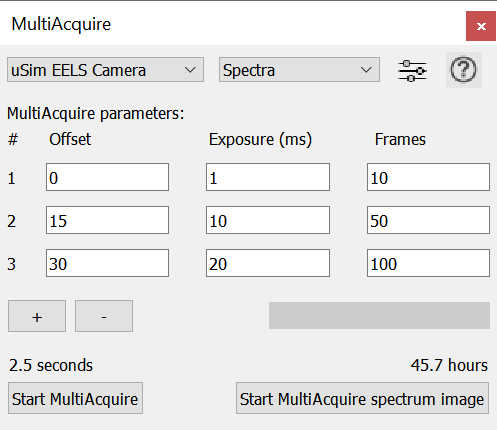 MultiAcquire
×
uSim EELS Camera Spectra ?
MultiAcquire parameters:
# Offset Exposure (ms) Frames
1 0 1 10
2 15 10 50
3 30 20 100
+ -
2.5 seconds 45.7 hours
Start MultiAcquire Start MultiAcquire spectrum image